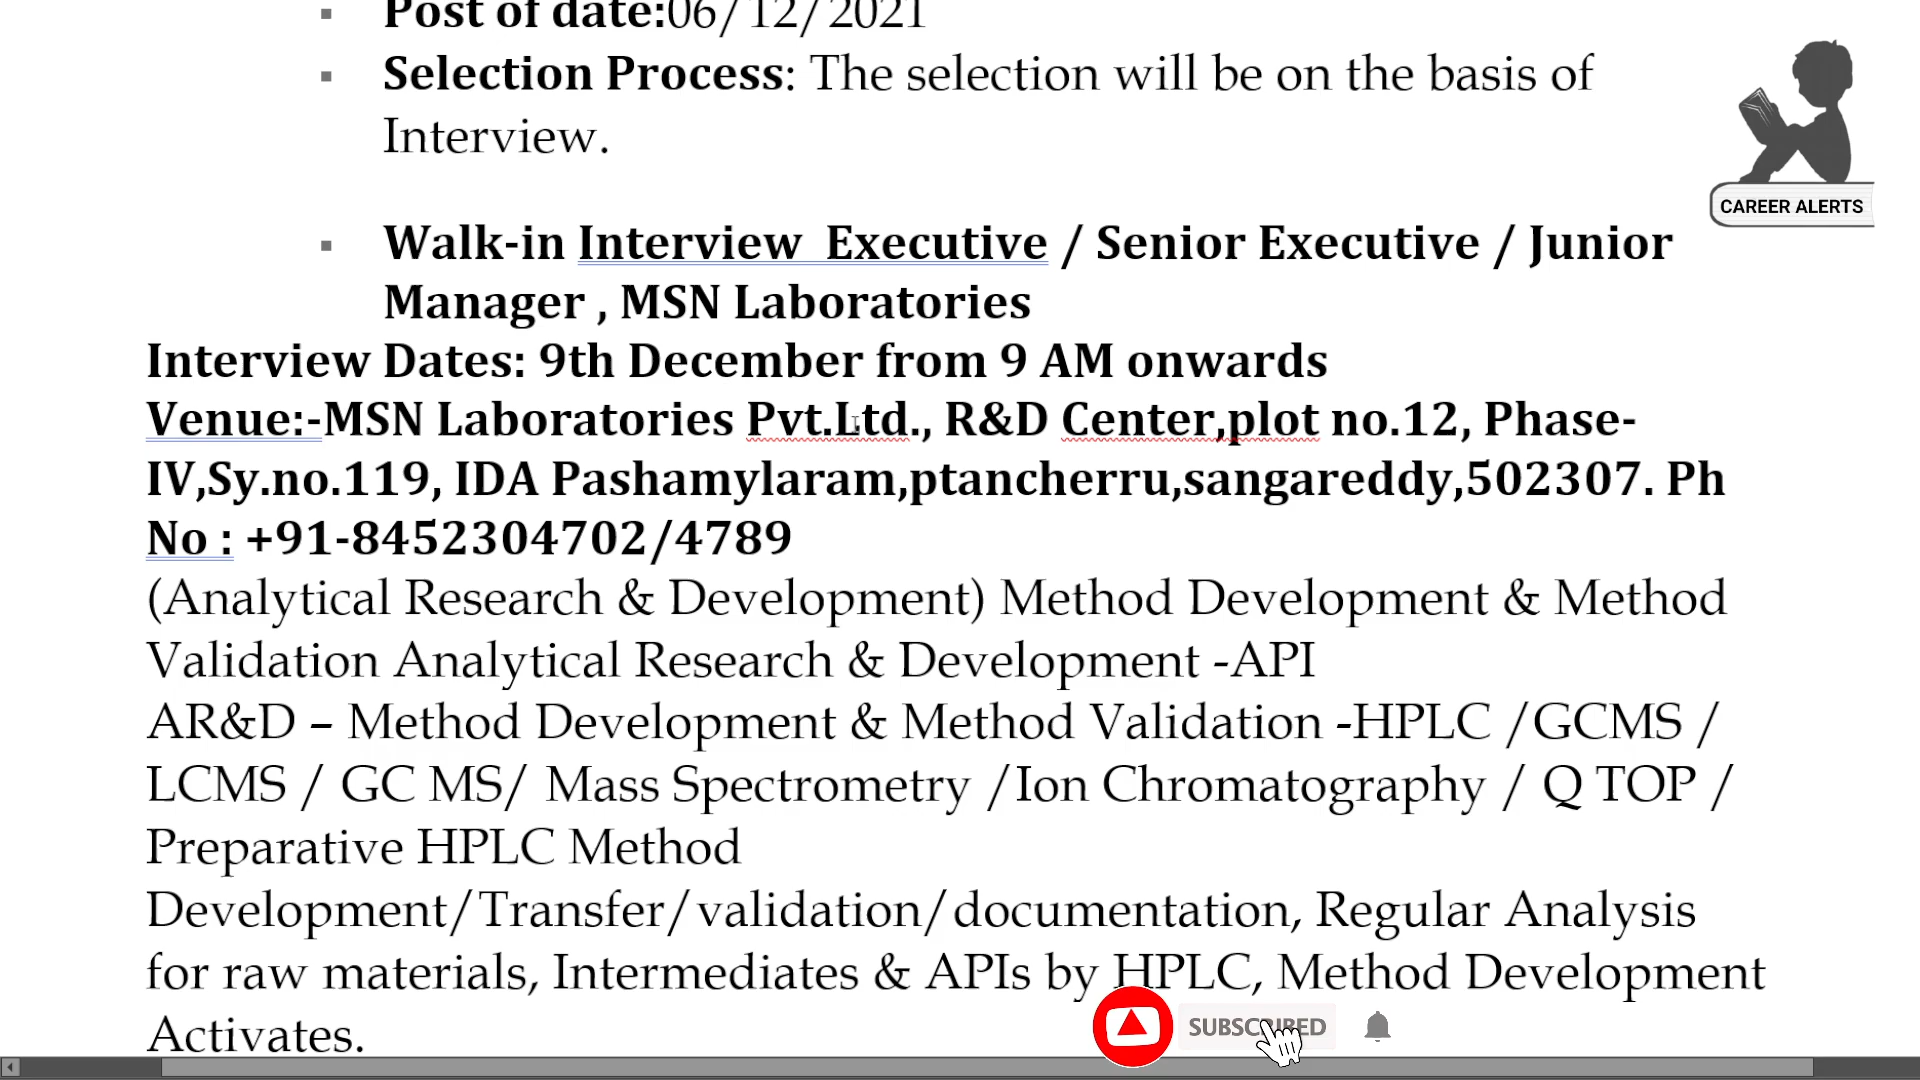 ▪ Post of date:06/12/2021
▪ Selection Process: The selection will be on the basis of
Interview.
CAREER ALERTS
▪ Walk-in Interview  Executive / Senior Executive / Junior
Manager , MSN Laboratories
Interview Dates: 9th December from 9 AM onwards
Venue:-MSN Laboratories Pvt.Ltd., R&D Center,plot no.12, Phase-
IV,Sy.no.119, IDA Pashamylaram,ptancherru,sangareddy,502307. Ph
No : +91-8452304702/4789
(Analytical Research & Development) Method Development & Method
Validation Analytical Research & Development -API
AR&D – Method Development & Method Validation -HPLC /GCMS /
LCMS / GC MS/ Mass Spectrometry /Ion Chromatography / Q TOP /
Preparative HPLC Method
Development/Transfer/validation/documentation, Regular Analysis
for raw materials, Intermediates & APIs by HPLC, Method Development
Activates.
SUBSCRIBED